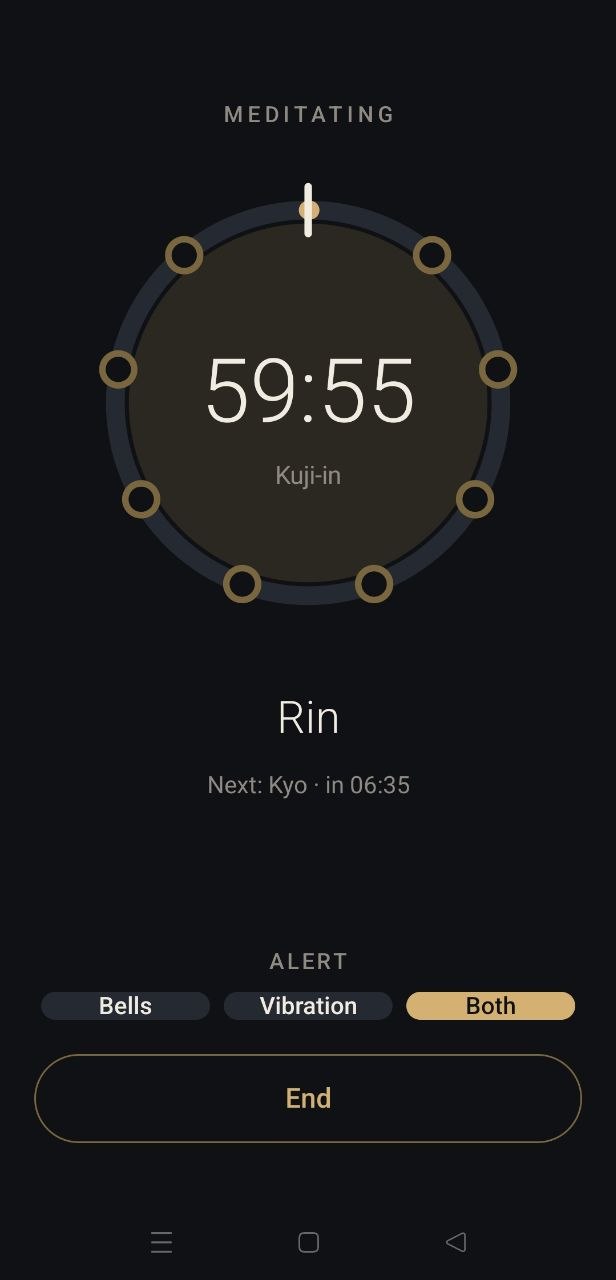 MEDITATING
59:55
Kuji-in
Rin
Next: Kyo · in 06:35
ALERT
Bells Vibration Both
End